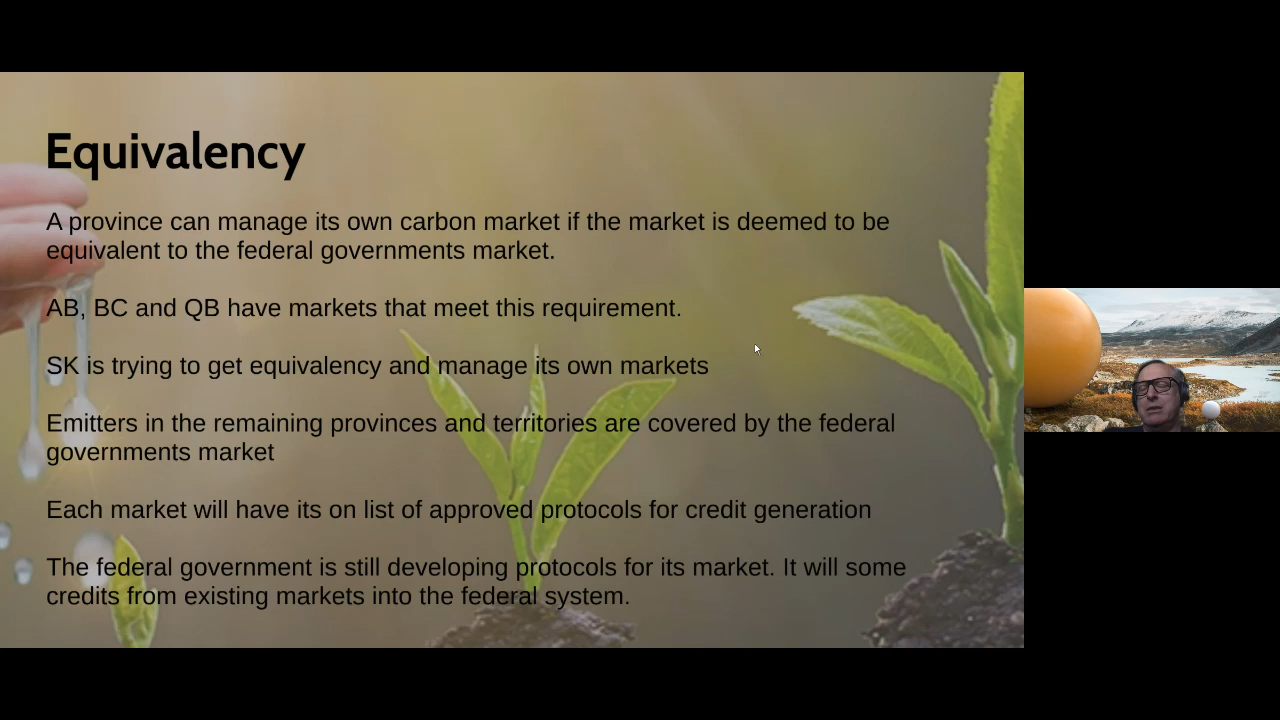 Equivalency
A province can manage its own carbon market if the market is deemed to be
equivalent to the federal governments market.
AB, BC and QB have markets that meet this requirement.
SK is trying to get equivalency and manage its own markets
Emitters in the remaining provinces and territories are covered by the federal
governments market
Each market will have its on list of approved protocols for credit generation
The federal government is still developing protocols for its market. It will some
credits from existing markets into the federal system.